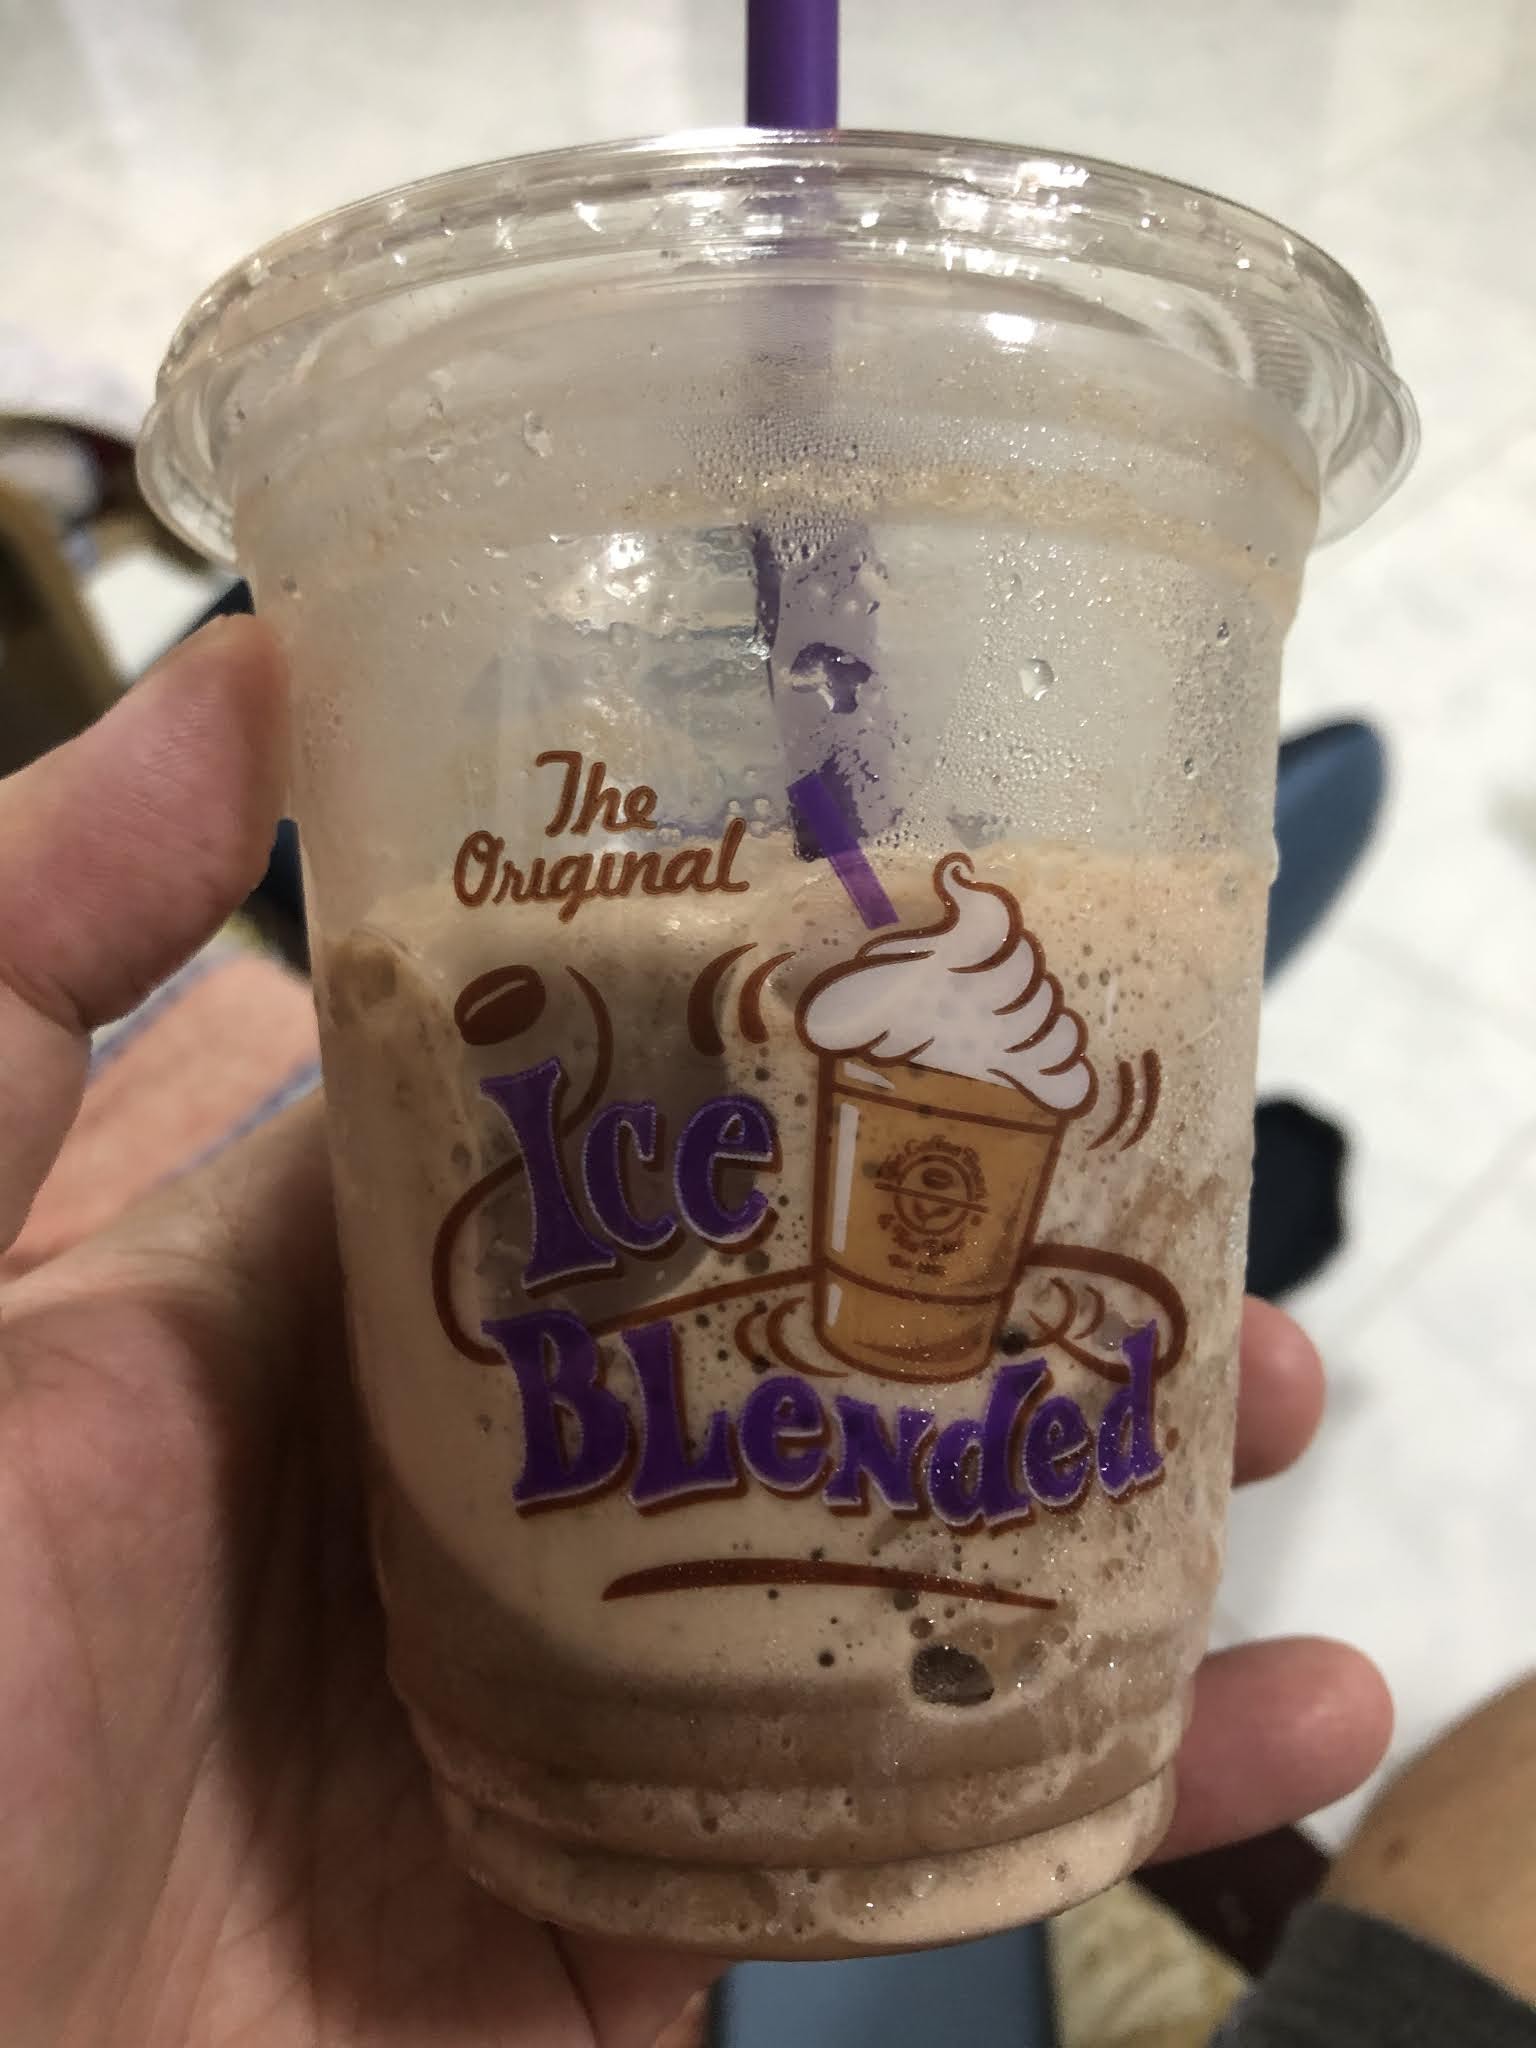 The
Original
Ice
Blended